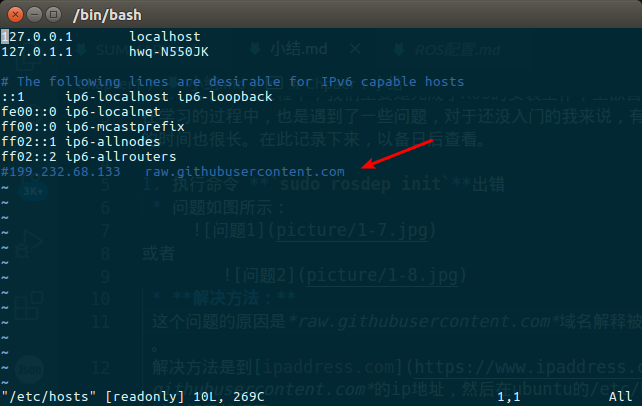 /bin/bash
127.0.0.1       localhost
127.0.1.1       hwq-N550JK
SUM
小结.md
ROS配置.md
# The following lines are desirable for IPv6 capable hosts
::1     ip6-localhost ip6-loopback
fe00::0 ip6-localnet
ff00::0 ip6-mcastprefix
学习的过程中，也是遇到了一些问题，对于还没入门的我来说，有
ff02::1 ip6-allnodes
时间也很长。在此记录下来，以备日后查看。
ff02::2 ip6-allrouters
#199.232.68.133   raw.githubusercontent.com
~
3K+
5 1. 执行命令 **`sudo rosdep init`**出错
6 * 问题如图所示：
7 ![问题1](picture/1-7.jpg)
8 或者
9 ![问题2](picture/1-8.jpg)
10 * **解决方法：**
11 这个问题的原因是*raw.githubusercontent.com*域名解释被
。
12 解决方法是到[ipaddress.com](https://www.ipaddress.c
githubusercontent.com*的ip地址，然后在ubuntu的/etc/
"/etc/hosts" [readonly] 10L, 269C
1,1
All